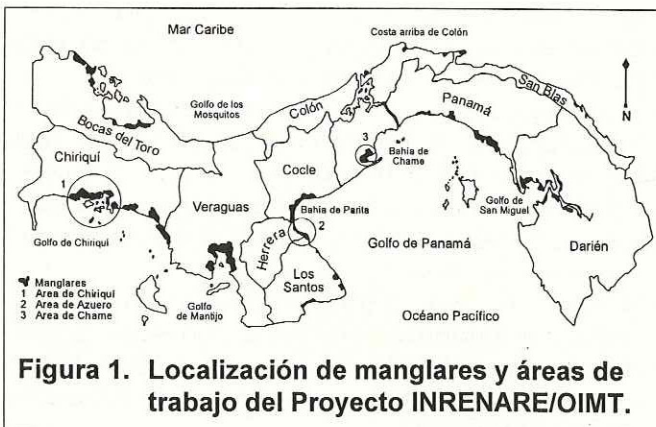 Mar Caribe
Costa arriba de Colón
Golfo de los
Mosquitos
Colón
Panamá
San Blas
N
Bocas del Toro
Chiriquí
1
3
Bahía de
Chame
Cocle
Veraguas
Bahía de Parita
2
Golfo de
San Miguel
Golfo de Chiriquí
Herrera
Golfo de Panamá
Darién
Los
Santos
Manglares
1 Area de Chiriquí
2 Area de Azuero
3 Area de Chame
Golfo
de Mantijo
Océano Pacífico
Figura 1. Localización de manglares y áreas de
trabajo del Proyecto INRENARE/OIMT.